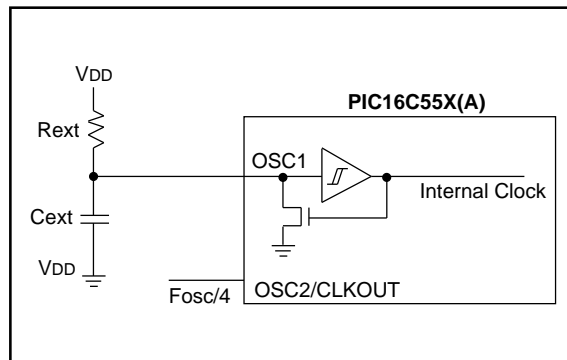 VDD
PIC16C55X(A)
Rext
OSC1
Internal Clock
Cext
VDD
Fosc/4
OSC2/CLKOUT